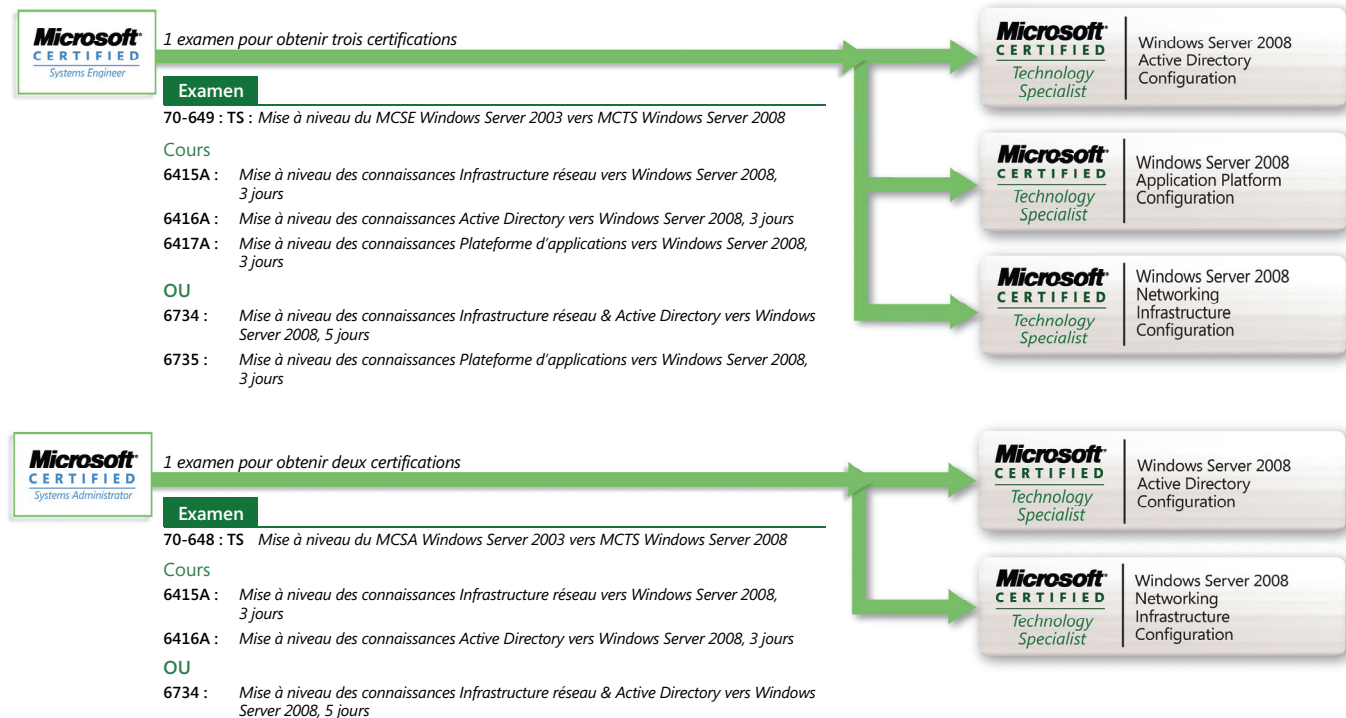 Microsoft
CERTIFIED
Systems Engineer
1 examen pour obtenir trois certifications
Examen
70-649 : TS : Mise à niveau du MCSE Windows Server 2003 vers MCTS Windows Server 2008
Cours
6415A : Mise à niveau des connaissances Infrastructure réseau vers Windows Server 2008,
3 jours
6416A : Mise à niveau des connaissances Active Directory vers Windows Server 2008, 3 jours
6417A : Mise à niveau des connaissances Plateforme d'applications vers Windows Server 2008,
3 jours
OU
6734 : Mise à niveau des connaissances Infrastructure réseau & Active Directory vers Windows
Server 2008, 5 jours
6735 : Mise à niveau des connaissances Plateforme d'applications vers Windows Server 2008,
3 jours
Microsoft
CERTIFIED
Technology
Specialist
Windows Server 2008
Active Directory
Configuration
Microsoft
CERTIFIED
Technology
Specialist
Windows Server 2008
Application Platform
Configuration
Microsoft
CERTIFIED
Technology
Specialist
Windows Server 2008
Networking
Infrastructure
Configuration
Microsoft
CERTIFIED
Systems Administrator
1 examen pour obtenir deux certifications
Examen
70-648 : TS Mise à niveau du MCSA Windows Server 2003 vers MCTS Windows Server 2008
Cours
6415A : Mise à niveau des connaissances Infrastructure réseau vers Windows Server 2008,
3 jours
6416A : Mise à niveau des connaissances Active Directory vers Windows Server 2008, 3 jours
OU
6734 : Mise à niveau des connaissances Infrastructure réseau & Active Directory vers Windows
Server 2008, 5 jours
Microsoft
CERTIFIED
Technology
Specialist
Windows Server 2008
Active Directory
Configuration
Microsoft
CERTIFIED
Technology
Specialist
Windows Server 2008
Networking
Infrastructure
Configuration